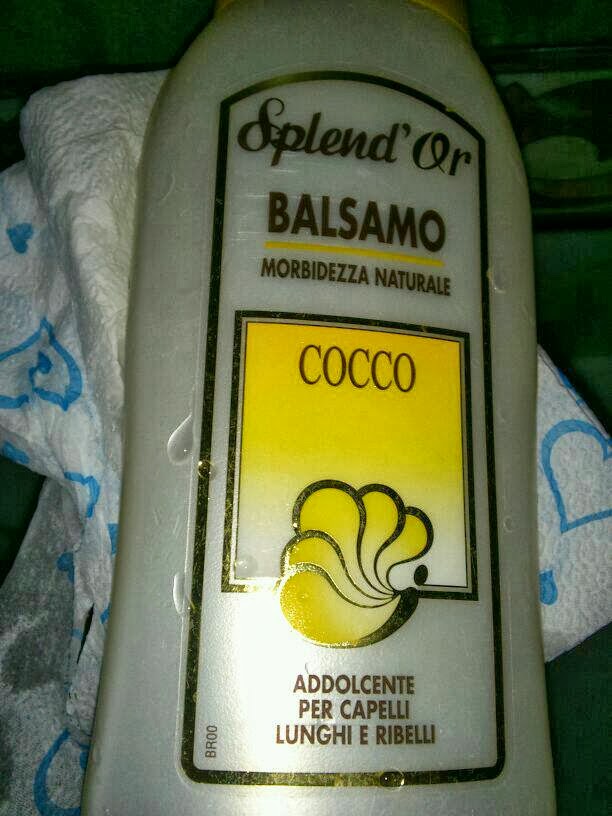 Splend'Or
BALSAMO
MORBIDEZZA NATURALE
COCCO
ADDOLCENTE
PER CAPELLI
LUNGHI E RIBELLI
BR00